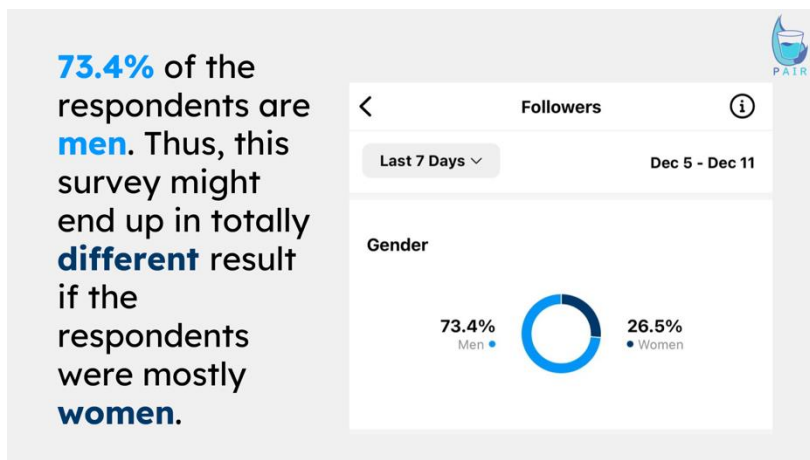 73.4% of the
respondents are
men. Thus, this
survey might
end up in totally
different result
if the
respondents
were mostly
women.
PAIR
Followers
Last 7 Days
Dec 5 - Dec 11
Gender
73.4%
Men
26.5%
Women